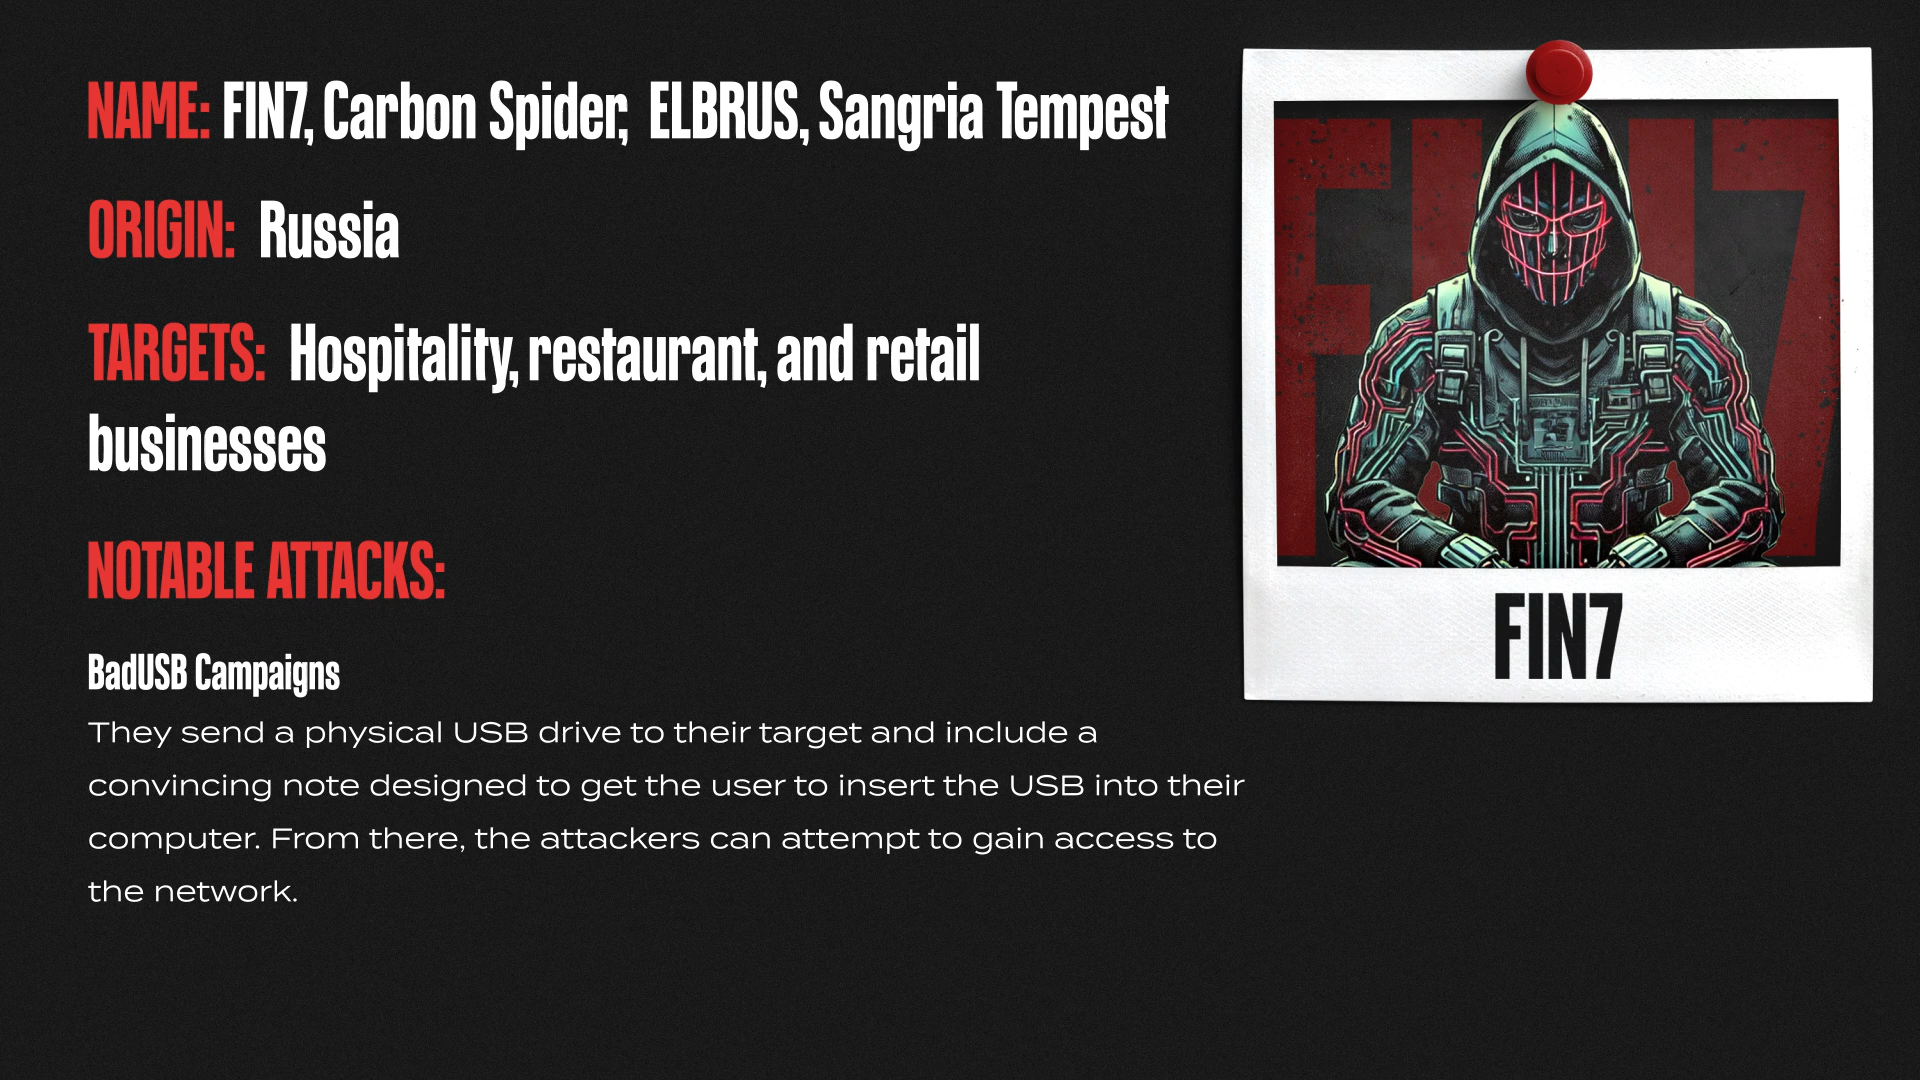 NAME: FIN7, Carbon Spider, ELBRUS, Sangria Tempest
ORIGIN: Russia
TARGETS: Hospitality, restaurant, and retail
businesses
NOTABLE ATTACKS:
BadUSB Campaigns
They send a physical USB drive to their target and include a
convincing note designed to get the user to insert the USB into their
computer. From there, the attackers can attempt to gain access to
the network.
FIN7
FIN7